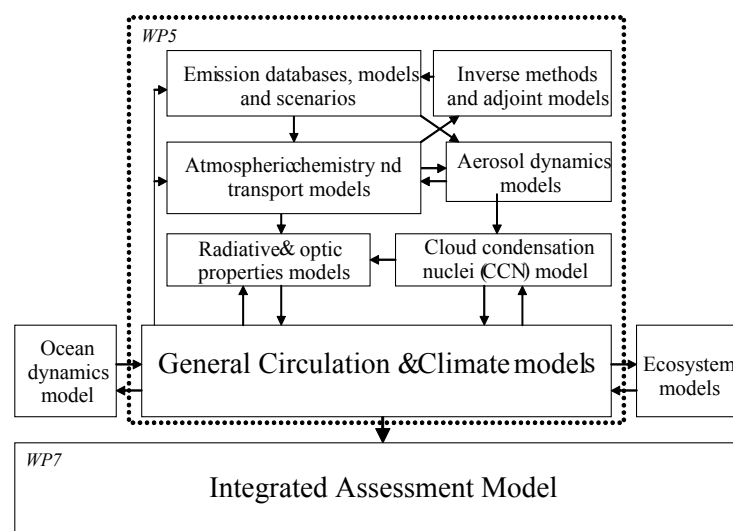 WP5
Emission databases, models
and scenarios
Inverse methods
and adjoint models
Atmosphericchemistry nd
transport models
Aerosol dynamics
models
Radiative& optic
properties models
Cloud condensation
nuclei (CCN) model
Ocean
dynamics
model
General Circulation &Climate models
Ecosystem
models
WP7
Integrated Assessment Model